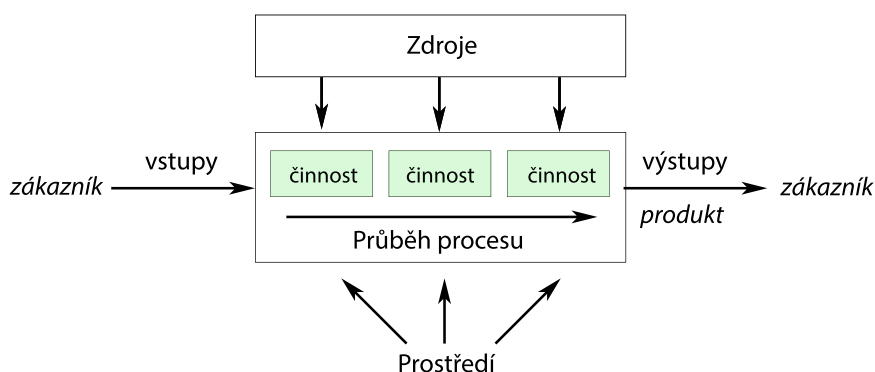 Zdroje
vstupy
činnost
činnost
činnost
výstupy
zákazník
zákazník
produkt
Průběh procesu
Prostředí